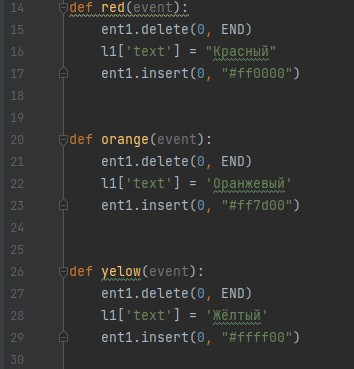 14 def red(event):
15 ent1.delete(0, END)
16 l1['text'] = "Красный"
17 ent1.insert(0, "#ff0000")
18
19
20 def orange(event):
21 ent1.delete(0, END)
22 l1['text'] = 'Оранжевый'
23 ent1.insert(0, "#ff7d00")
24
25
26 def yelow(event):
27 ent1.delete(0, END)
28 l1['text'] = 'Жёлтый'
29 ent1.insert(0, "#ffff00")
30